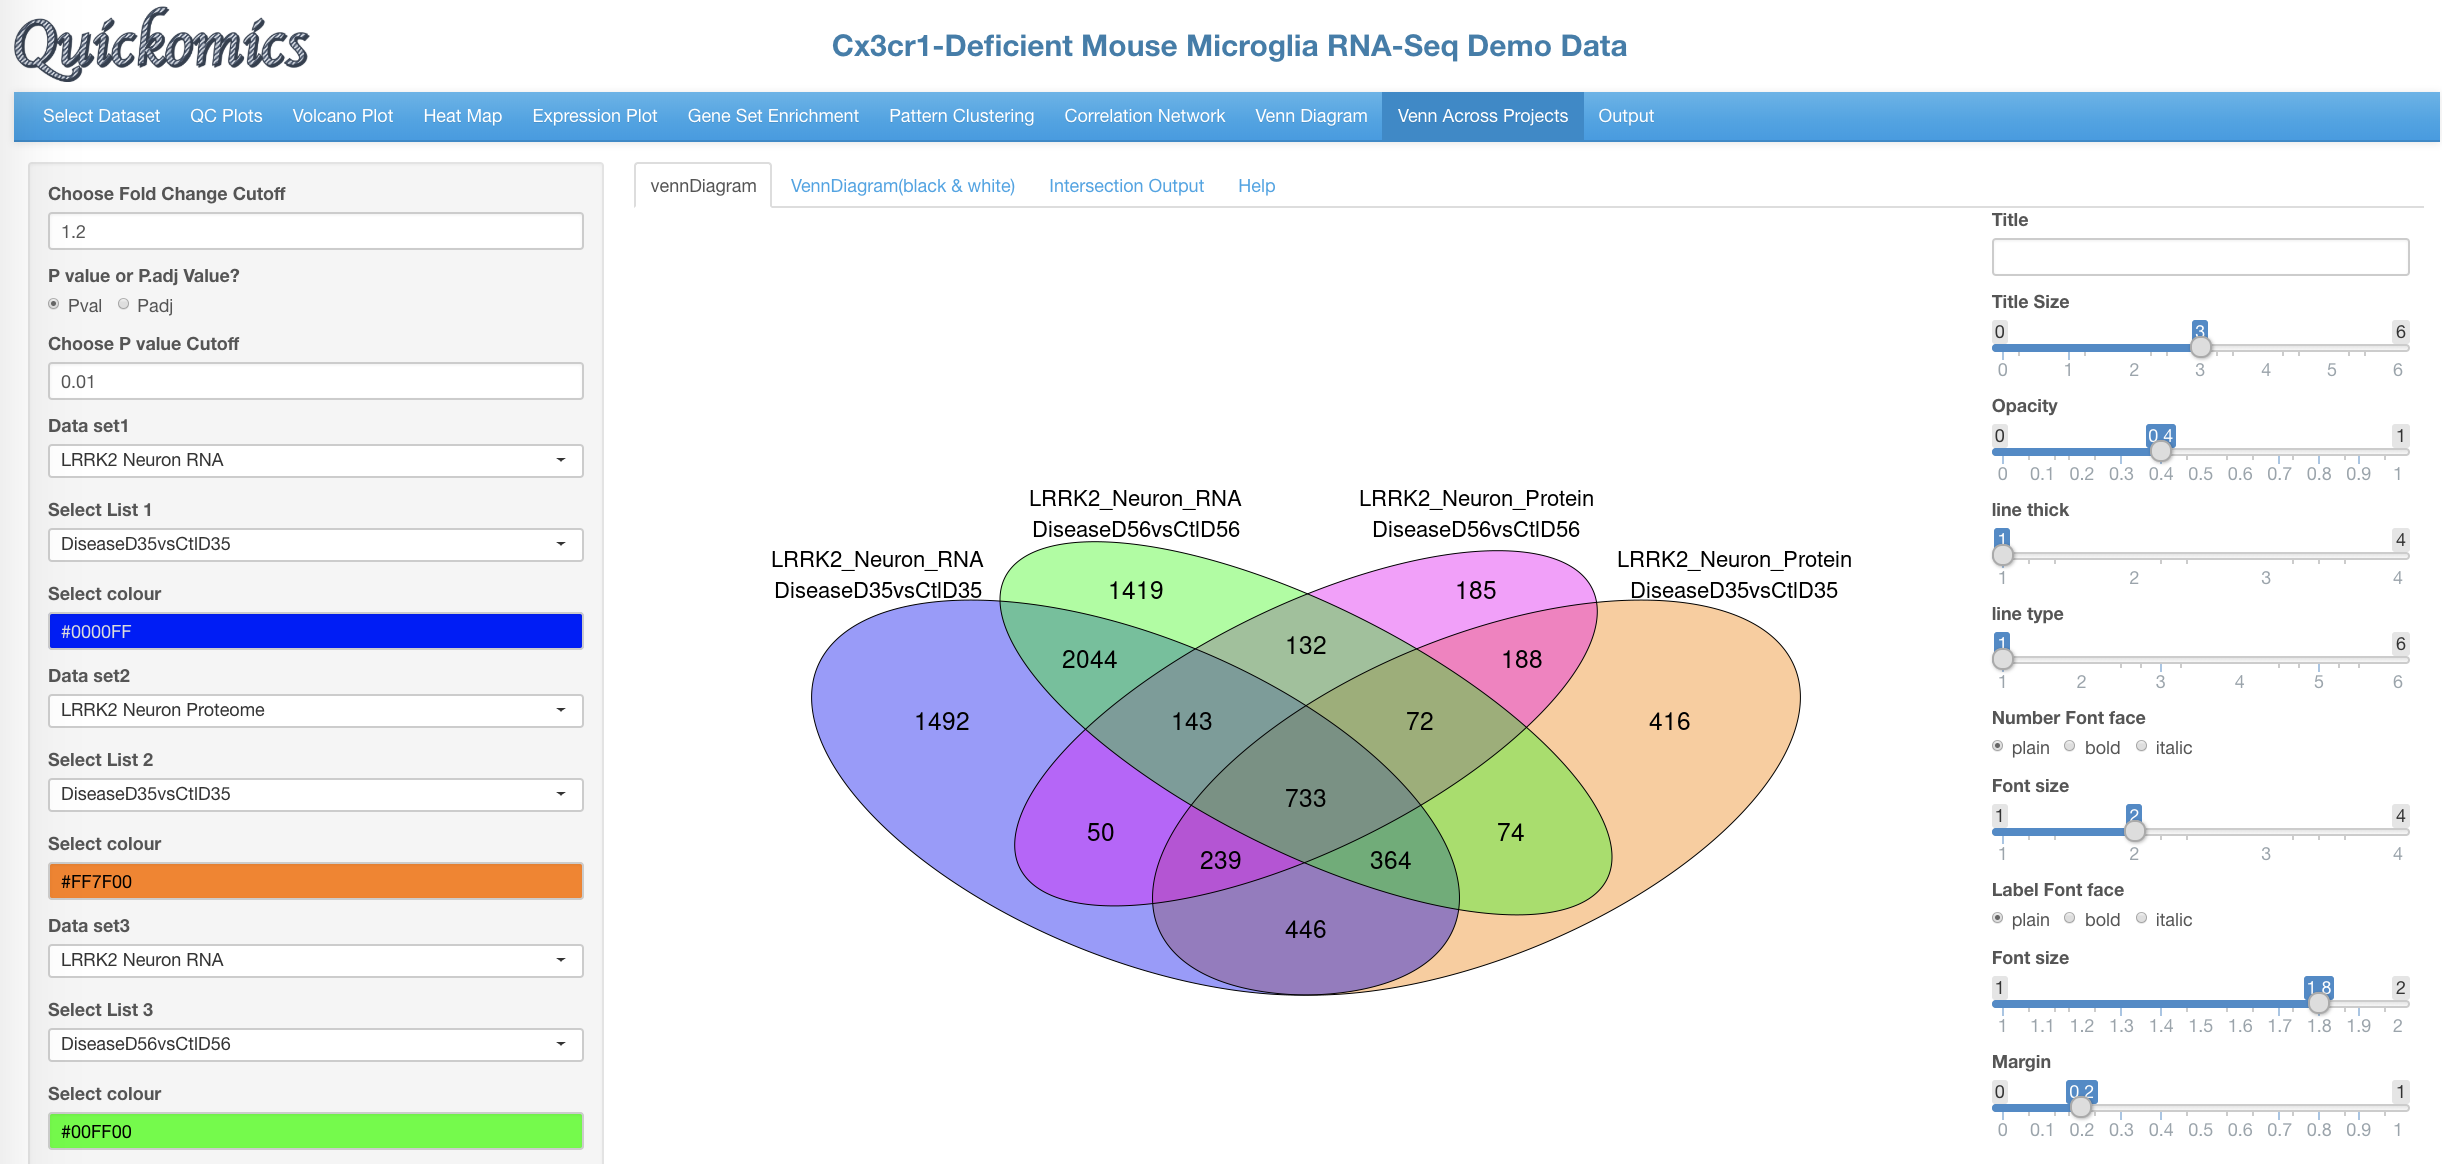 Quickomics
Cx3cr1-Deficient Mouse Microglia RNA-Seq Demo Data
Select Dataset QC Plots Volcano Plot Heat Map Expression Plot Gene Set Enrichment Pattern Clustering Correlation Network Venn Diagram Venn Across Projects Output
Choose Fold Change Cutoff
1.2
P value or P.adj Value?
Pval Padj
Choose P value Cutoff
0.01
Data set1
LRRK2 Neuron RNA
Select List 1
DiseaseD35vsCtlD35
Select colour
#0000FF
Data set2
LRRK2 Neuron Proteome
Select List 2
DiseaseD35vsCtlD35
Select colour
#FF7F00
Data set3
LRRK2 Neuron RNA
Select List 3
DiseaseD56vsCtlD56
Select colour
#00FF00
vennDiagram VennDiagram(black & white) Intersection Output Help
LRRK2_Neuron_RNA
DiseaseD56vsCtlD56
LRRK2_Neuron_Protein
DiseaseD56vsCtlD56
LRRK2_Neuron_RNA
DiseaseD35vsCtlD35
LRRK2_Neuron_Protein
DiseaseD35vsCtlD35
1419 185
132
2044 188
1492 143 72 416
733
50 74
239 364
446
Title
Title Size
0 3 6
0 1 2 3 4 5 6
Opacity
0 0.4 1
0 0.1 0.2 0.3 0.4 0.5 0.6 0.7 0.8 0.9 1
line thick
1 4
1 2 3 4
line type
1 6
1 2 3 4 5 6
Number Font face
plain bold italic
Font size
1 2 4
1 2 3 4
Label Font face
plain bold italic
Font size
1 1.8 2
1 1.1 1.2 1.3 1.4 1.5 1.6 1.7 1.8 1.9 2
Margin
0 0.2 1
0 0.1 0.2 0.3 0.4 0.5 0.6 0.7 0.8 0.9 1